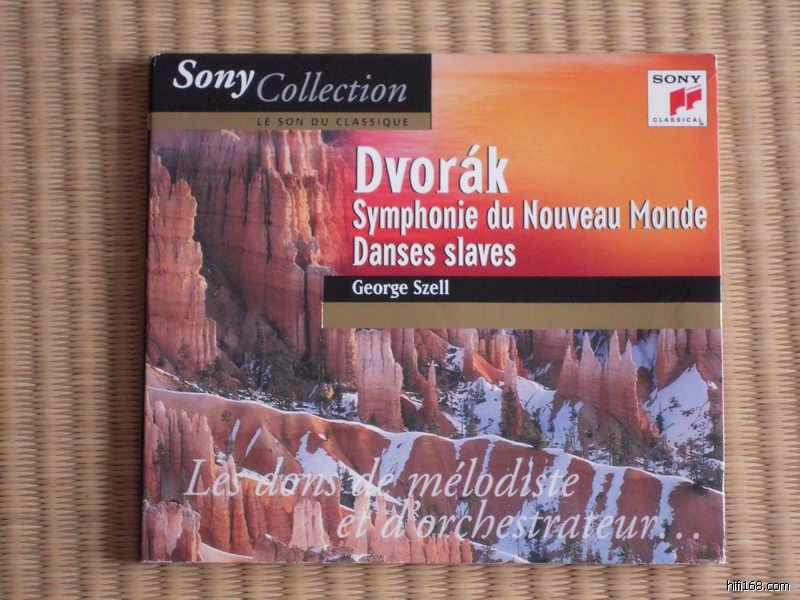 Sony Collection
LE SON DU CLASSIQUE
SONY
CLASSICAL
Dvorák
Symphonie du Nouveau Monde
Danses slaves
George Szell
Les dons de mélodiste
et d'orchestrateur...
hifi168.com